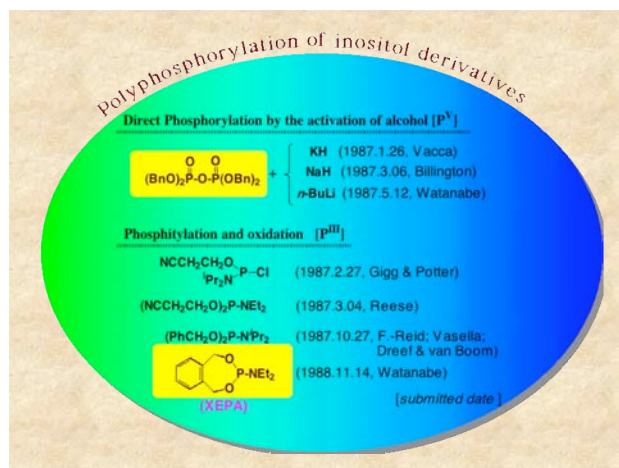 Polyphosphorylation of inositol derivatives
Direct Phosphorylation by the activation of alcohol [Pⱽ]
O O
(BnO)₂P-O-P(OBn)₂ +
KH (1987.1.26, Vacca)
NaH (1987.3.06, Billington)
n-BuLi (1987.5.12, Watanabe)
Phosphitylation and oxidation [Pᴵᴵᴵ]
NCCH₂CH₂O
ⁱPr₂N
P-Cl (1987.2.27, Gigg & Potter)
(NCCH₂CH₂O)₂P-NEt₂ (1987.3.04, Reese)
(PhCH₂O)₂P-NⁱPr₂ (1987.10.27, F.-Reid; Vasella;
Dreef & van Boom)
O
P-NEt₂ (1988.11.14, Watanabe)
O
(XEPA)
[submitted date]